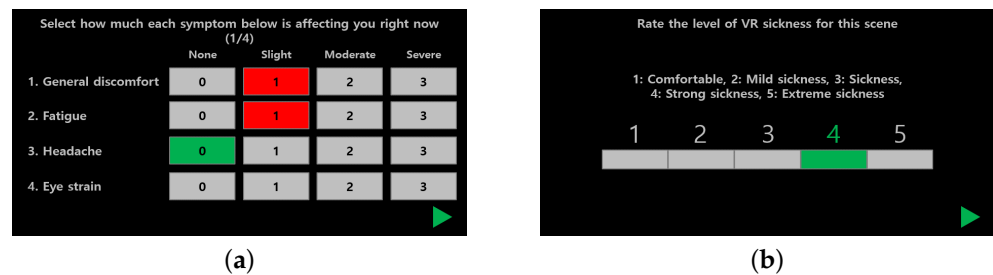 Select how much each symptom below is affecting you right now
(1/4)
None Slight Moderate Severe
1. General discomfort 0 1 2 3
2. Fatigue 0 1 2 3
3. Headache 0 1 2 3
4. Eye strain 0 1 2 3
(a)
Rate the level of VR sickness for this scene
1: Comfortable, 2: Mild sickness, 3: Sickness,
4: Strong sickness, 5: Extreme sickness
1 2 3 4 5
(b)